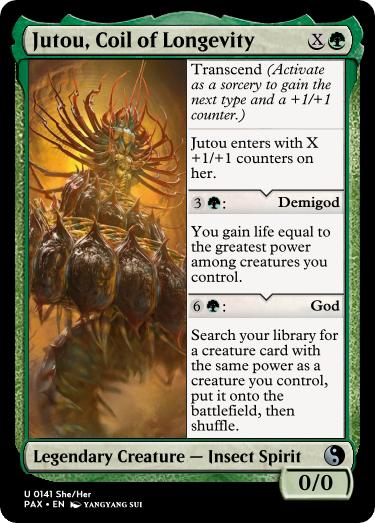 Jutou, Coil of Longevity
X
Transcend (Activate
as a sorcery to gain the
next type and a +1/+1
counter.)
Jutou enters with X
+1/+1 counters on
her.
3 : Demigod
You gain life equal to
the greatest power
among creatures you
control.
6 : God
Search your library for
a creature card with
the same power as a
creature you control,
put it onto the
battlefield, then
shuffle.
Legendary Creature — Insect Spirit
0/0
U 0141 She/Her
PAX • EN YANGYANG SUI